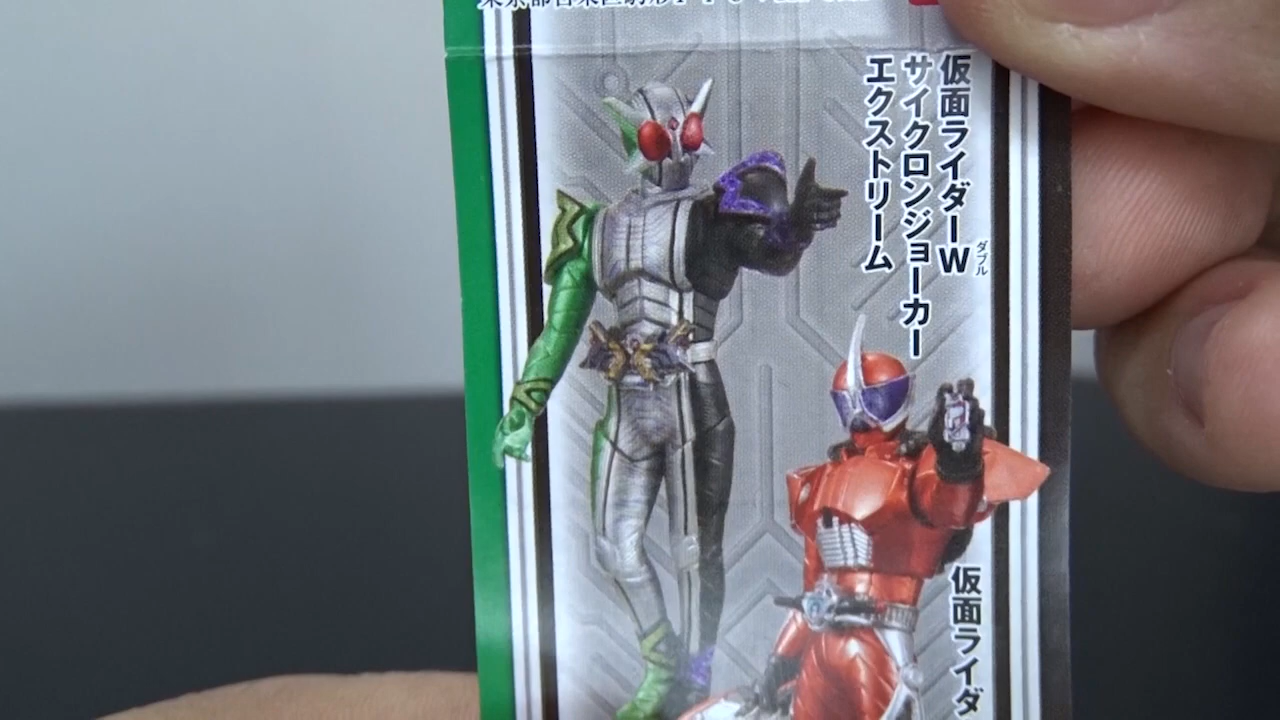 仮面ライダーW
ダブル
サイクロンジョーカー
エクストリーム
仮面ライダ